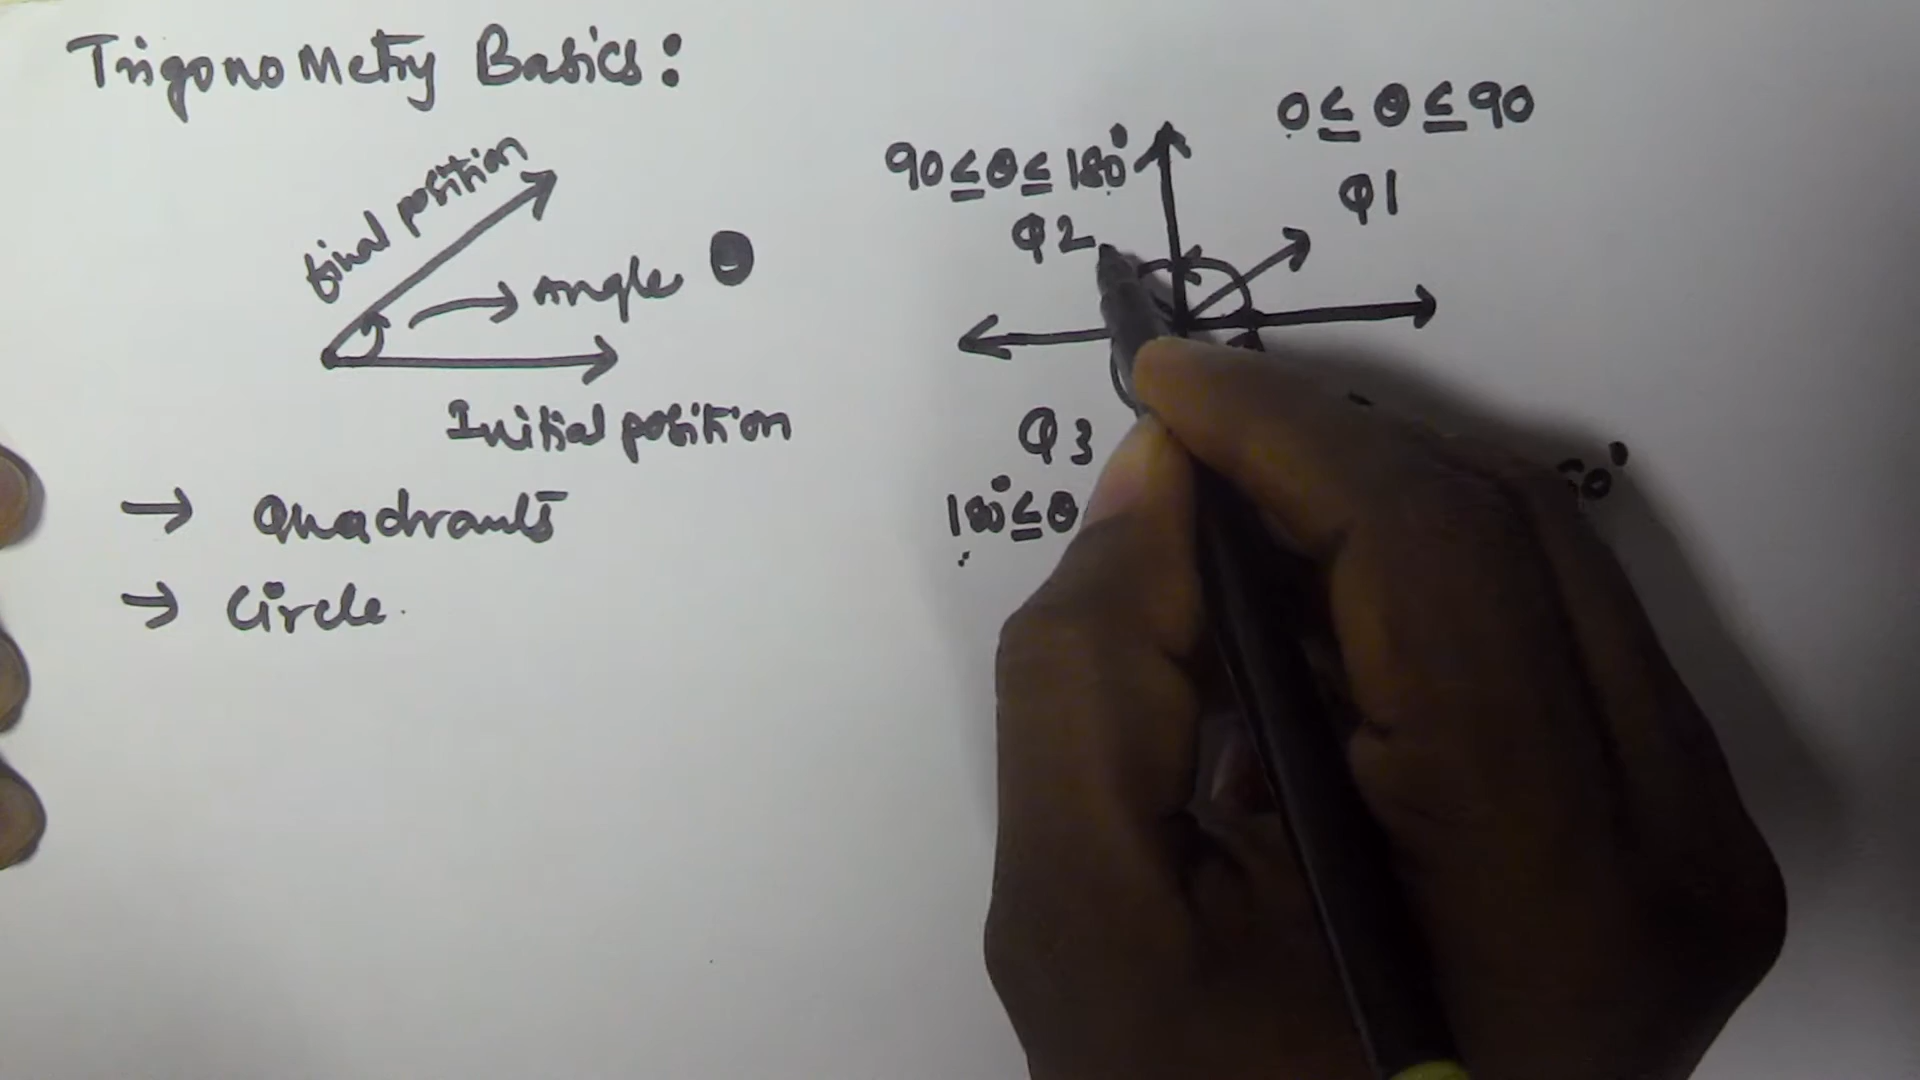 Trigonometry Basics:
final position
Angle θ
Initial position
→ Quadrants
→ Circle.
0 ≤ θ ≤ 90
Q1
90 ≤ θ ≤ 180°
Q2
Q3
180° ≤ θ